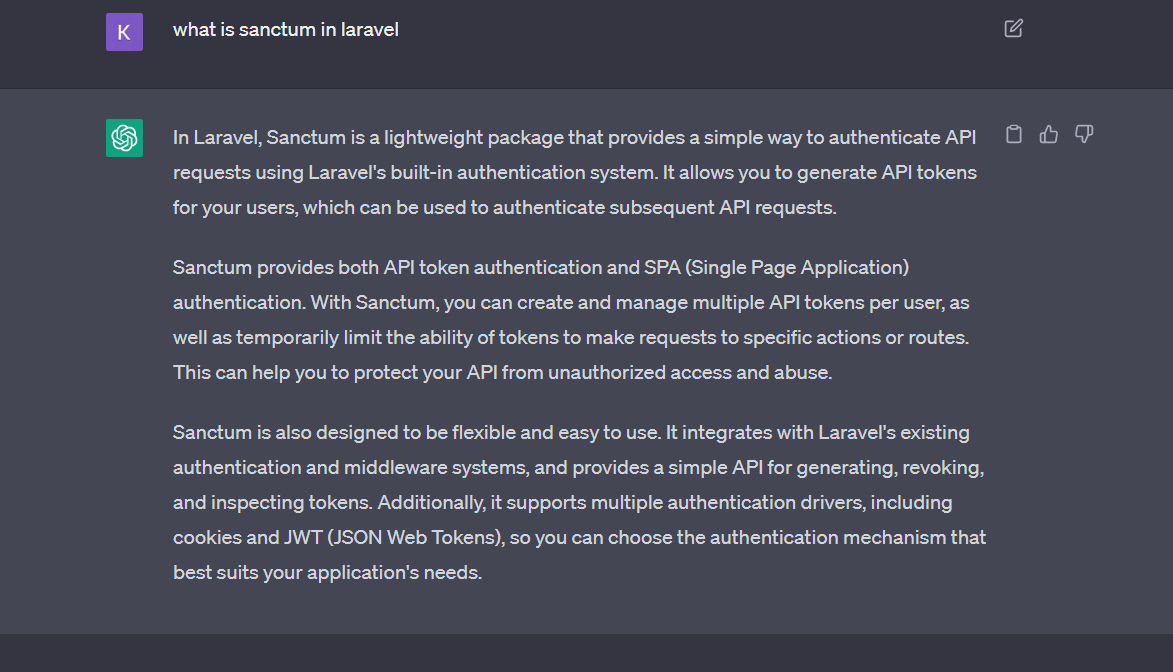 K
what is sanctum in laravel
In Laravel, Sanctum is a lightweight package that provides a simple way to authenticate API
requests using Laravel's built-in authentication system. It allows you to generate API tokens
for your users, which can be used to authenticate subsequent API requests.
Sanctum provides both API token authentication and SPA (Single Page Application)
authentication. With Sanctum, you can create and manage multiple API tokens per user, as
well as temporarily limit the ability of tokens to make requests to specific actions or routes.
This can help you to protect your API from unauthorized access and abuse.
Sanctum is also designed to be flexible and easy to use. It integrates with Laravel's existing
authentication and middleware systems, and provides a simple API for generating, revoking,
and inspecting tokens. Additionally, it supports multiple authentication drivers, including
cookies and JWT (JSON Web Tokens), so you can choose the authentication mechanism that
best suits your application's needs.